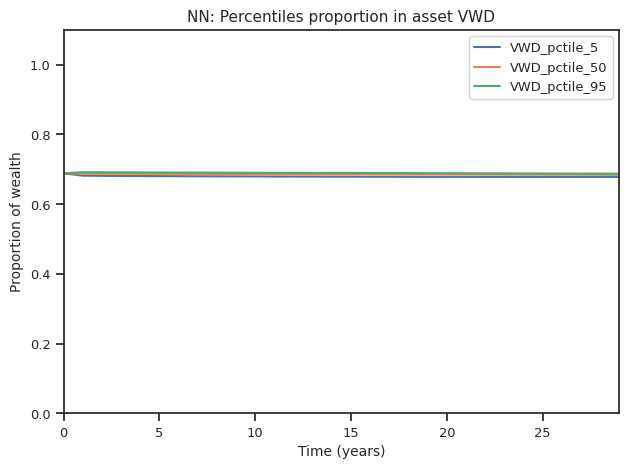 NN: Percentiles proportion in asset VWD
VWD_pctile_5
VWD_pctile_50
VWD_pctile_95
Proportion of wealth
1.0
0.8
0.6
0.4
0.2
0.0
0 5 10 15 20 25
Time (years)